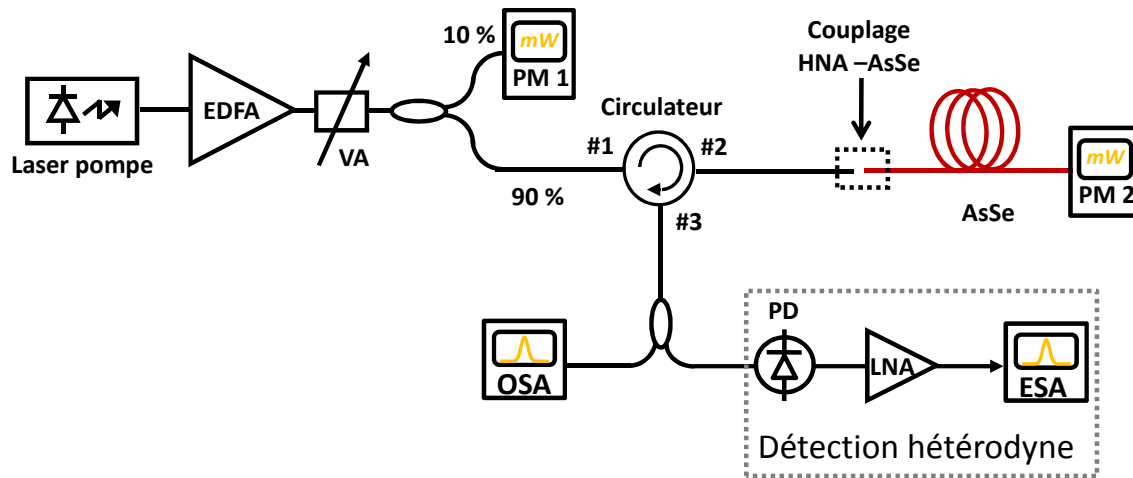 10 %
mW
PM 1
Couplage
HNA –AsSe
EDFA
Laser pompe
VA
Circulateur
#1
#2
90 %
#3
AsSe
mW
PM 2
OSA
PD
LNA
ESA
Détection hétérodyne